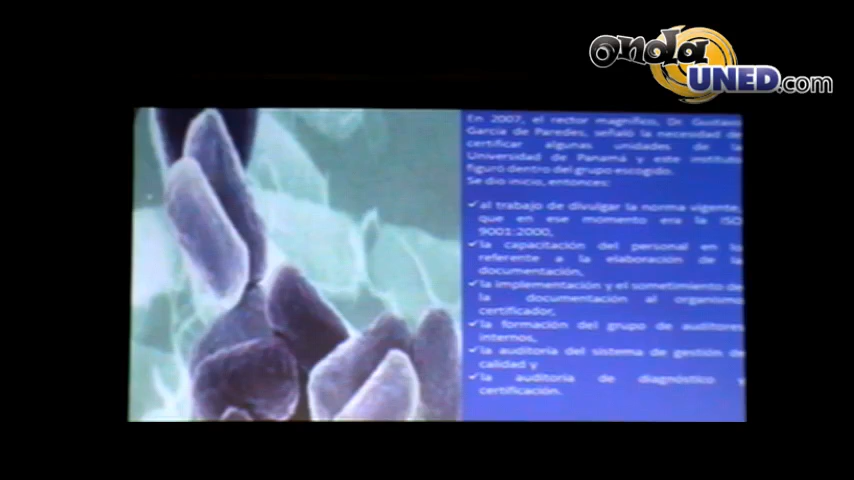 onda
UNED.com
En 2007, el rector magnífico, Dr. Gustavo
García de Paredes, señaló la necesidad de
certificar algunas unidades de la
Universidad de Panamá y este instituto
figuró dentro del grupo escogido.
Se dio inicio, entonces:
✓al trabajo de divulgar la norma vigente,
que en ese momento era la ISO
9001:2000,
✓la capacitación del personal en lo
referente a la elaboración de la
documentación,
✓la implementación y el sometimiento de
la documentación al organismo
certificador,
✓la formación del grupo de auditores
internos,
✓la auditoría del sistema de gestión de
calidad y
✓la auditoría de diagnóstico y
certificación.